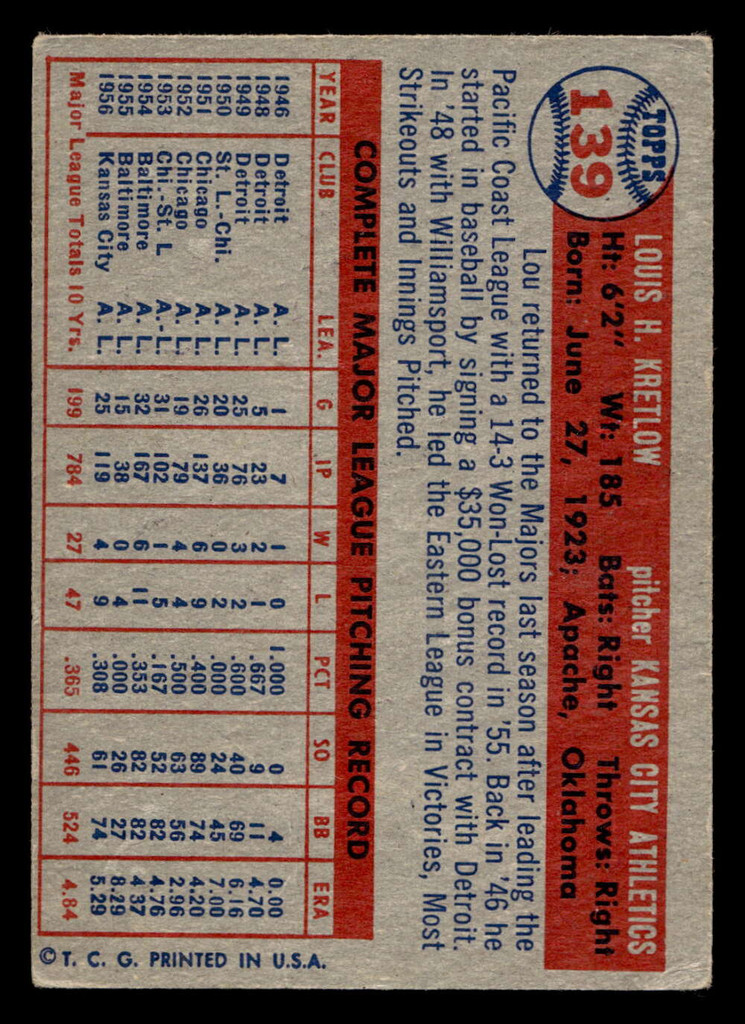 TOPPS
139
LOUIS H. KRETLOW pitcher KANSAS CITY ATHLETICS
Ht: 6'2" Wt: 185 Bats: Right Throws: Right
Born: June 27, 1923; Apache, Oklahoma
Lou returned to the Majors last season after leading the
Pacific Coast League with a 14-3 Won-Lost record in '55. Back in '46 he
started in baseball by signing a $35,000 bonus contract with Detroit.
In '48 with Williamsport, he led the Eastern League in Victories, Most
Strikeouts and Innings Pitched.
COMPLETE MAJOR LEAGUE PITCHING RECORD
YEAR CLUB LEA. G IP W L PCT SO BB ERA
1946 Detroit A. L. 1 7 1 0 1.000 0 4 0.00
1948 Detroit A. L. 5 23 2 1 .667 9 11 4.70
1949 Detroit A. L. 25 76 3 2 .600 40 69 6.16
1950 St. L.-Chi. A. L. 20 36 0 2 .000 24 45 7.00
1951 Chicago A. L. 26 137 6 9 .400 89 74 4.20
1952 Chicago A. L. 19 79 4 4 .500 63 56 2.96
1953 Chi.-St. L A.-L. 31 102 1 5 .167 52 82 4.76
1954 Baltimore A. L. 32 167 6 11 .353 82 82 4.37
1955 Baltimore A. L. 15 38 0 4 .000 26 27 8.29
1956 Kansas City A. L. 25 119 4 9 .308 61 74 5.29
Major League Totals 10 Yrs. 199 784 27 47 .365 446 524 4.84
© T. C. G. PRINTED IN U.S.A.